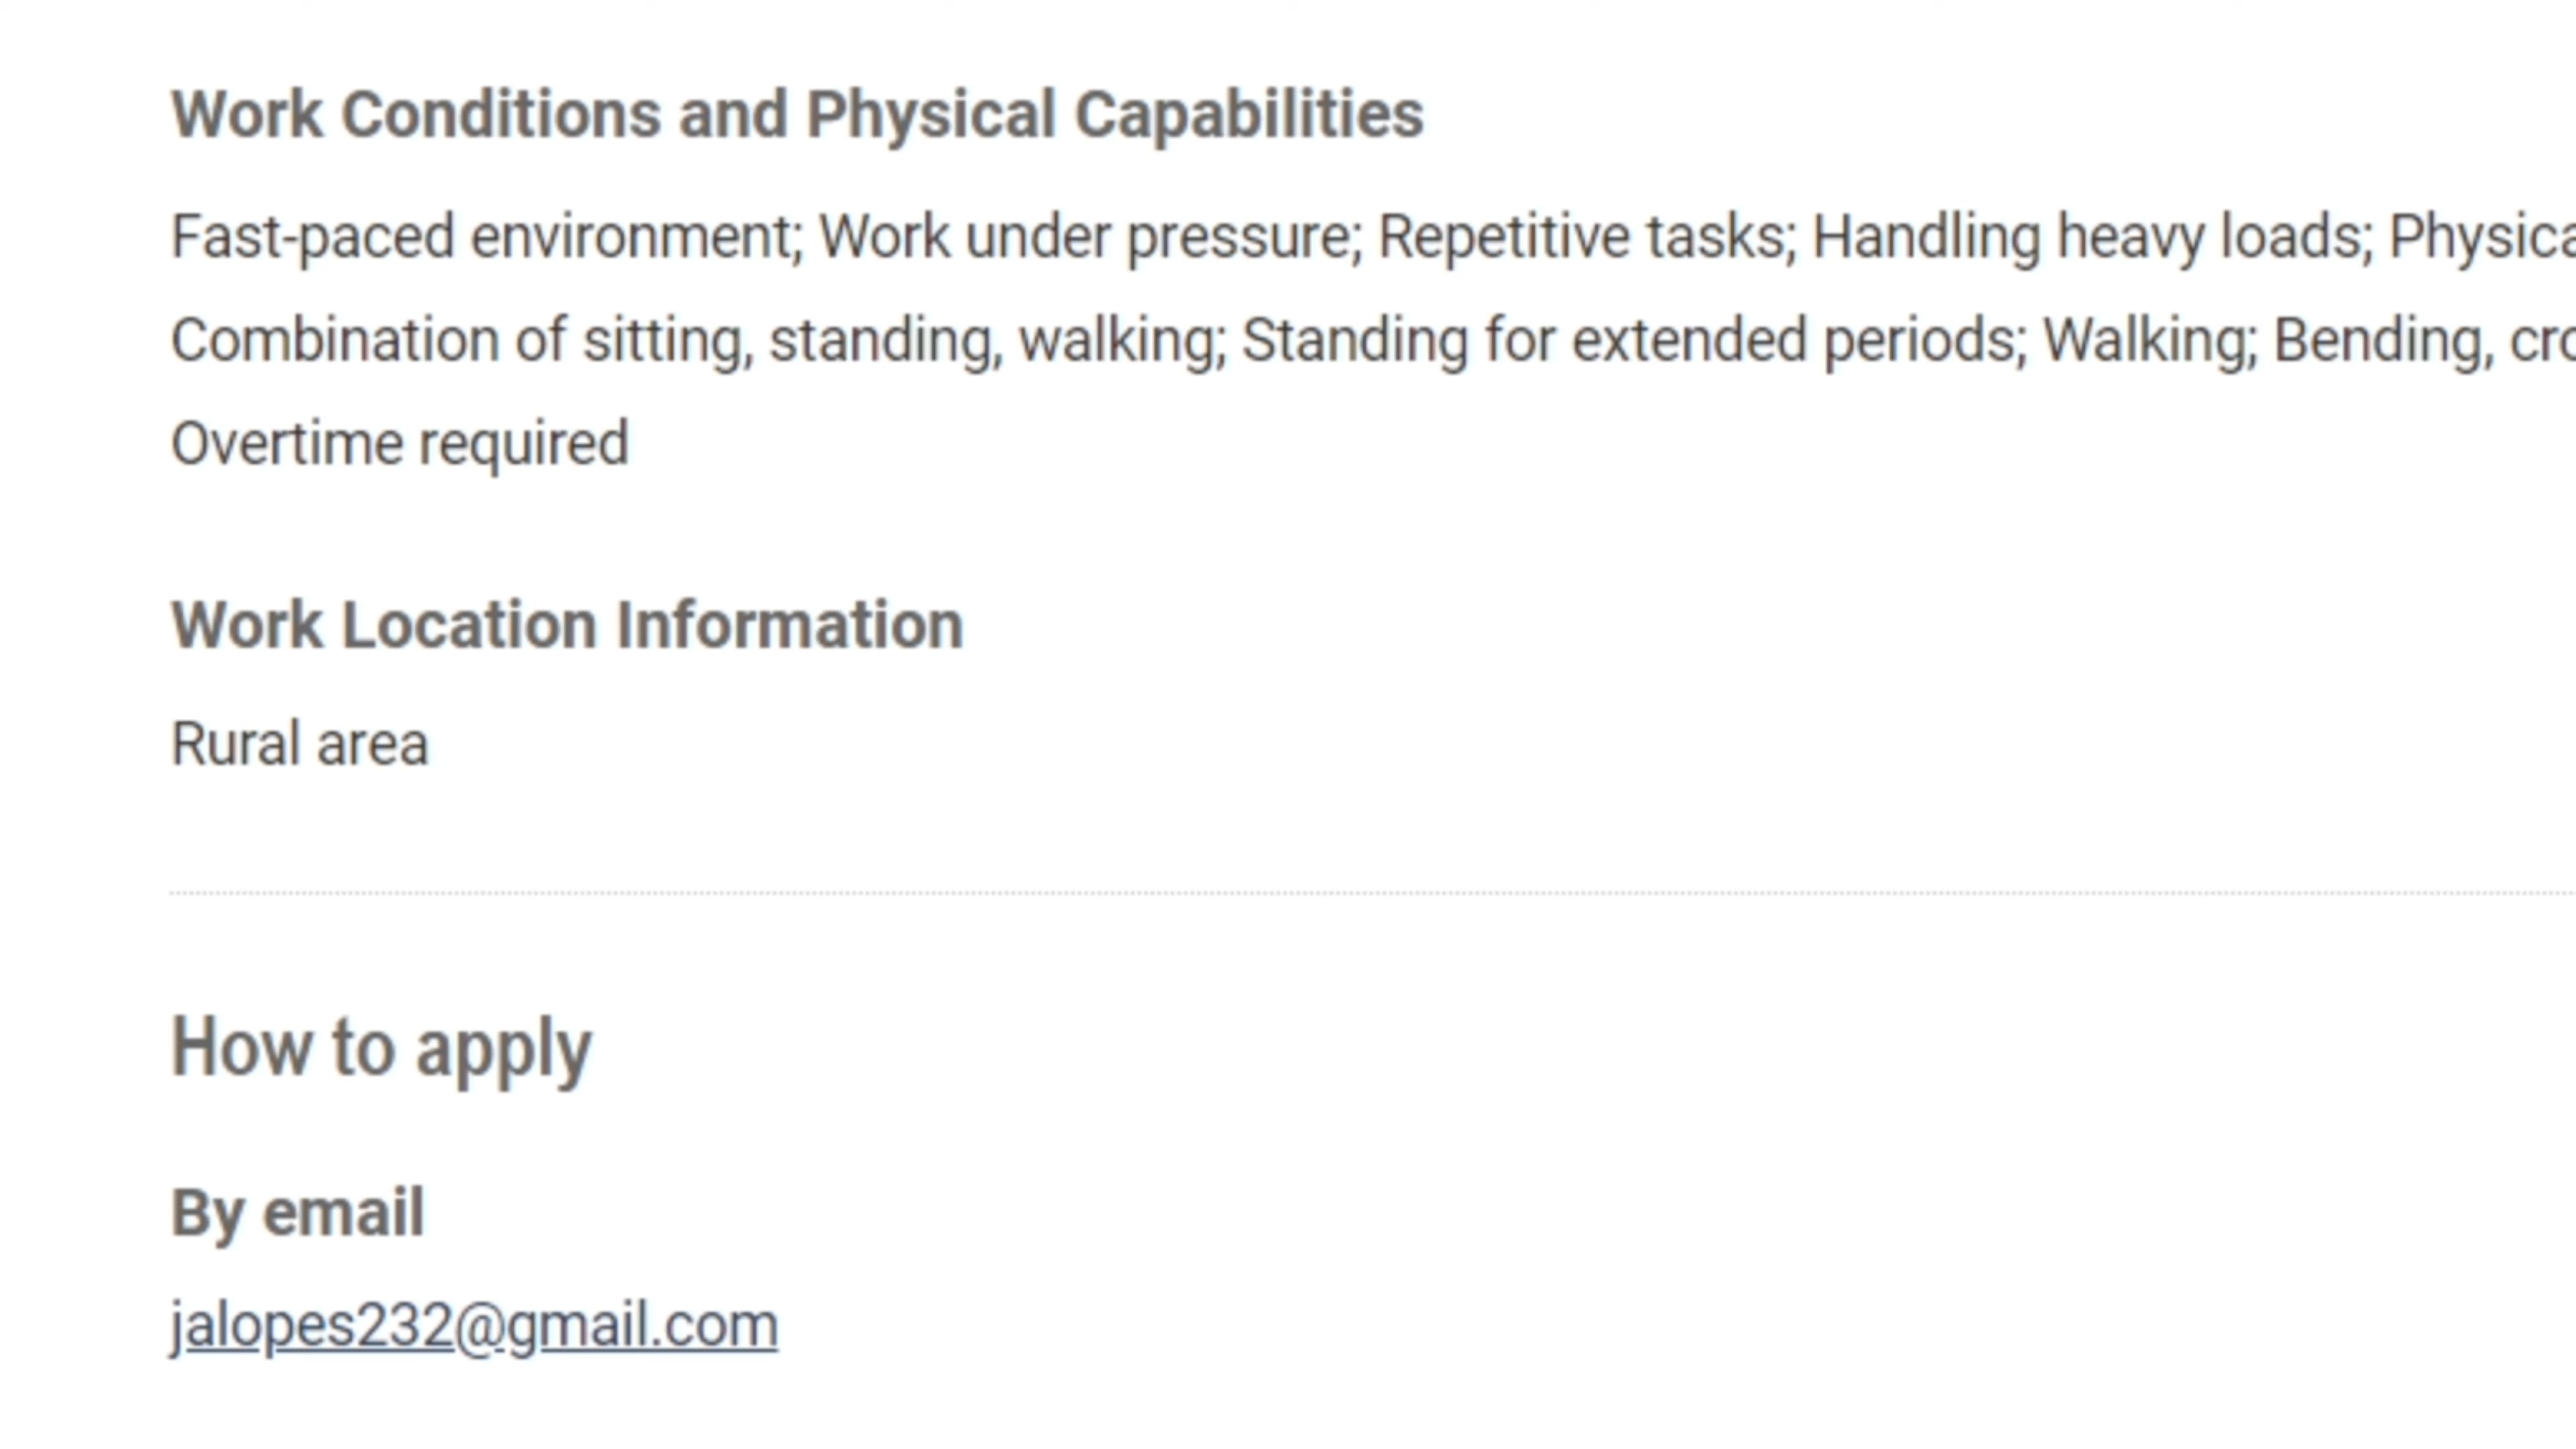 Work Conditions and Physical Capabilities
Fast-paced environment; Work under pressure; Repetitive tasks; Handling heavy loads;
Combination of sitting, standing, walking; Standing for extended periods; Walking; Bending,
Overtime required
Work Location Information
Rural area
How to apply
By email
jalopes232@gmail.com